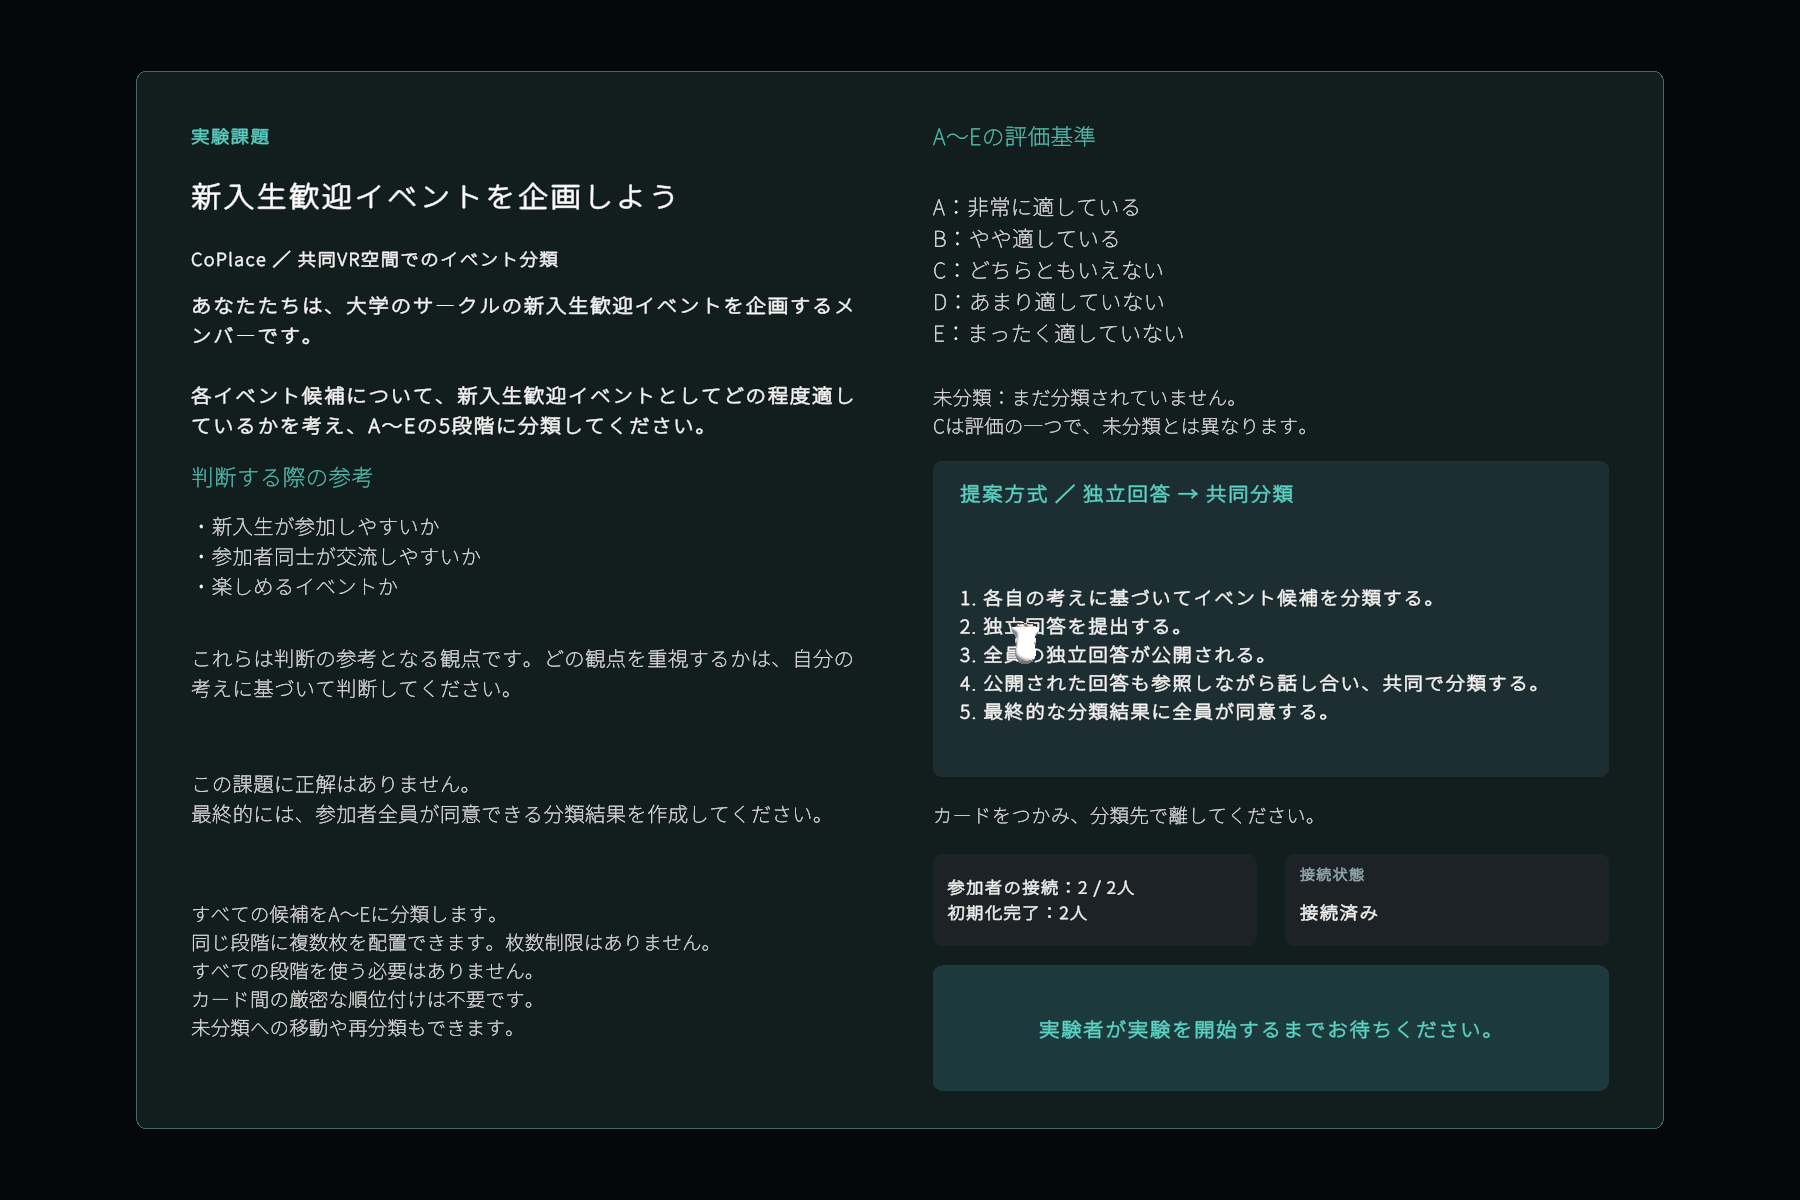 実験課題
新入生歓迎イベントを企画しよう
CoPlace ／ 共同VR空間でのイベント分類
あなたたちは、大学のサークルの新入生歓迎イベントを企画するメ
ンバーです。
各イベント候補について、新入生歓迎イベントとしてどの程度適し
ているかを考え、A〜Eの5段階に分類してください。
判断する際の参考
・新入生が参加しやすいか
・参加者同士が交流しやすいか
・楽しめるイベントか
これらは判断の参考となる観点です。どの観点を重視するかは、自分の
考えに基づいて判断してください。
この課題に正解はありません。
最終的には、参加者全員が同意できる分類結果を作成してください。
すべての候補をA〜Eに分類します。
同じ段階に複数枚を配置できます。枚数制限はありません。
すべての段階を使う必要はありません。
カード間の厳密な順位付けは不要です。
未分類への移動や再分類もできます。
A〜Eの評価基準
A：非常に適している
B：やや適している
C：どちらともいえない
D：あまり適していない
E：まったく適していない
未分類：まだ分類されていません。
Cは評価の一つで、未分類とは異なります。
提案方式 ／ 独立回答 → 共同分類
1. 各自の考えに基づいてイベント候補を分類する。
2. 独立回答を提出する。
3. 全員の独立回答が公開される。
4. 公開された回答も参照しながら話し合い、共同で分類する。
5. 最終的な分類結果に全員が同意する。
カードをつかみ、分類先で離してください。
参加者の接続：2 / 2人
初期化完了：2人
接続状態
接続済み
実験者が実験を開始するまでお待ちください。